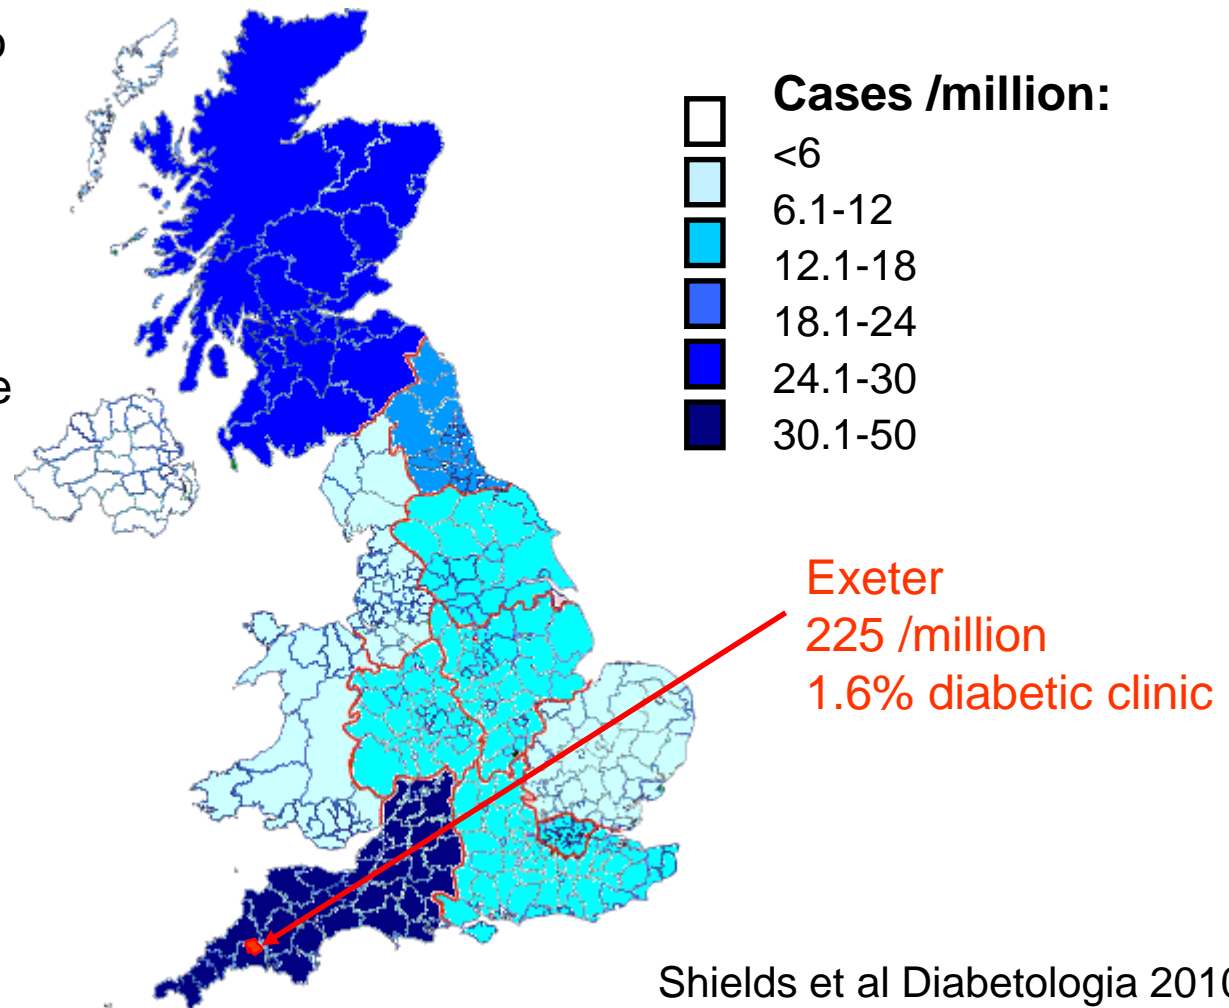 Cases /million:
<6
6.1-12
12.1-18
18.1-24
24.1-30
30.1-50
Exeter
225 /million
1.6% diabetic clinic
Shields et al Diabetologia 2010